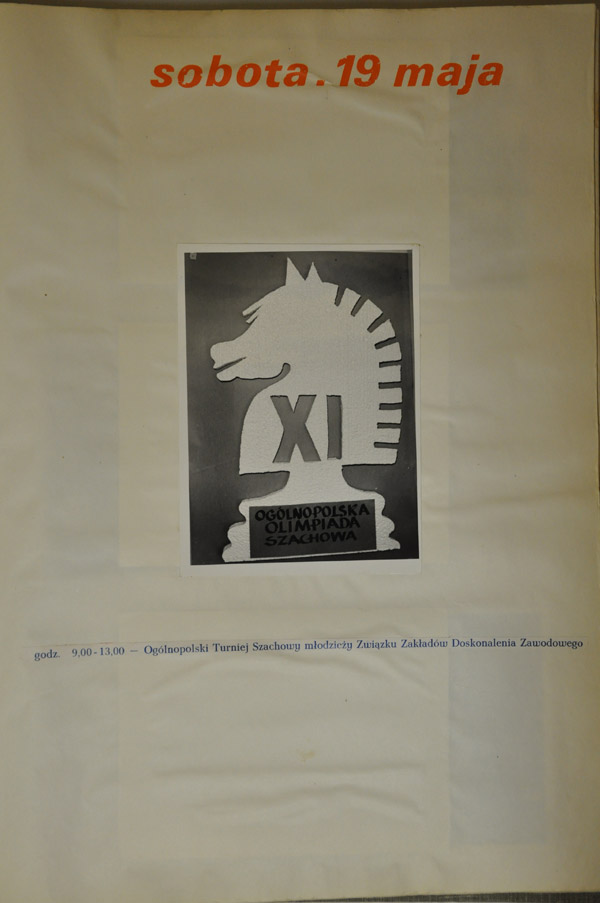 sobota. 19 maja
XI
OGÓLNOPOLSKA
OLIMPIADA
SZACHOWA
godz. 9,00-13,00 — Ogólnopolski Turniej Szachowy młodzieży Związku Zakładów Doskonalenia Zawodowego